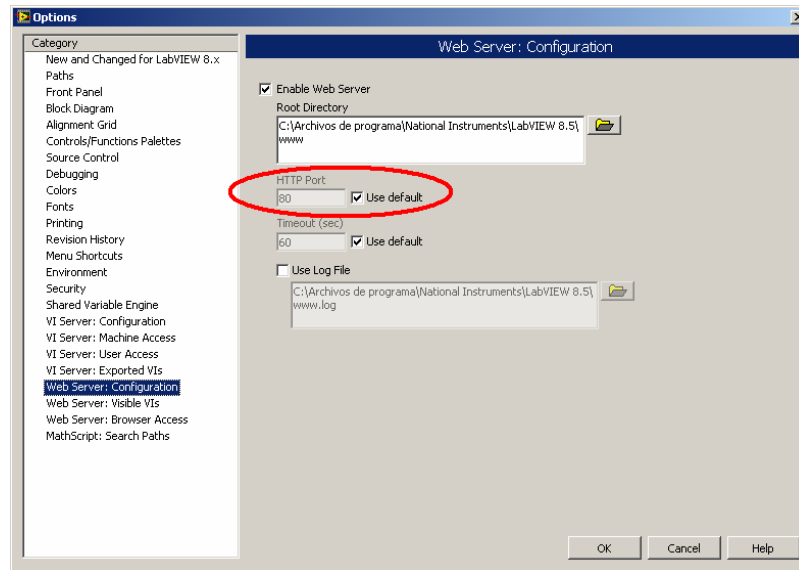 Options
Category
New and Changed for LabVIEW 8.x
Paths
Front Panel
Block Diagram
Alignment Grid
Controls/Functions Palettes
Source Control
Debugging
Colors
Fonts
Printing
Revision History
Menu Shortcuts
Environment
Security
Shared Variable Engine
VI Server: Configuration
VI Server: Machine Access
VI Server: User Access
VI Server: Exported VIs
Web Server: Configuration
Web Server: Visible VIs
Web Server: Browser Access
MathScript: Search Paths
Web Server: Configuration
Enable Web Server
Root Directory
C:\Archivos de programa\National Instruments\LabVIEW 8.5\
www
HTTP Port
80 Use default
Timeout (sec)
60 Use default
Use Log File
C:\Archivos de programa\National Instruments\LabVIEW 8.5\
www.log
OK Cancel Help